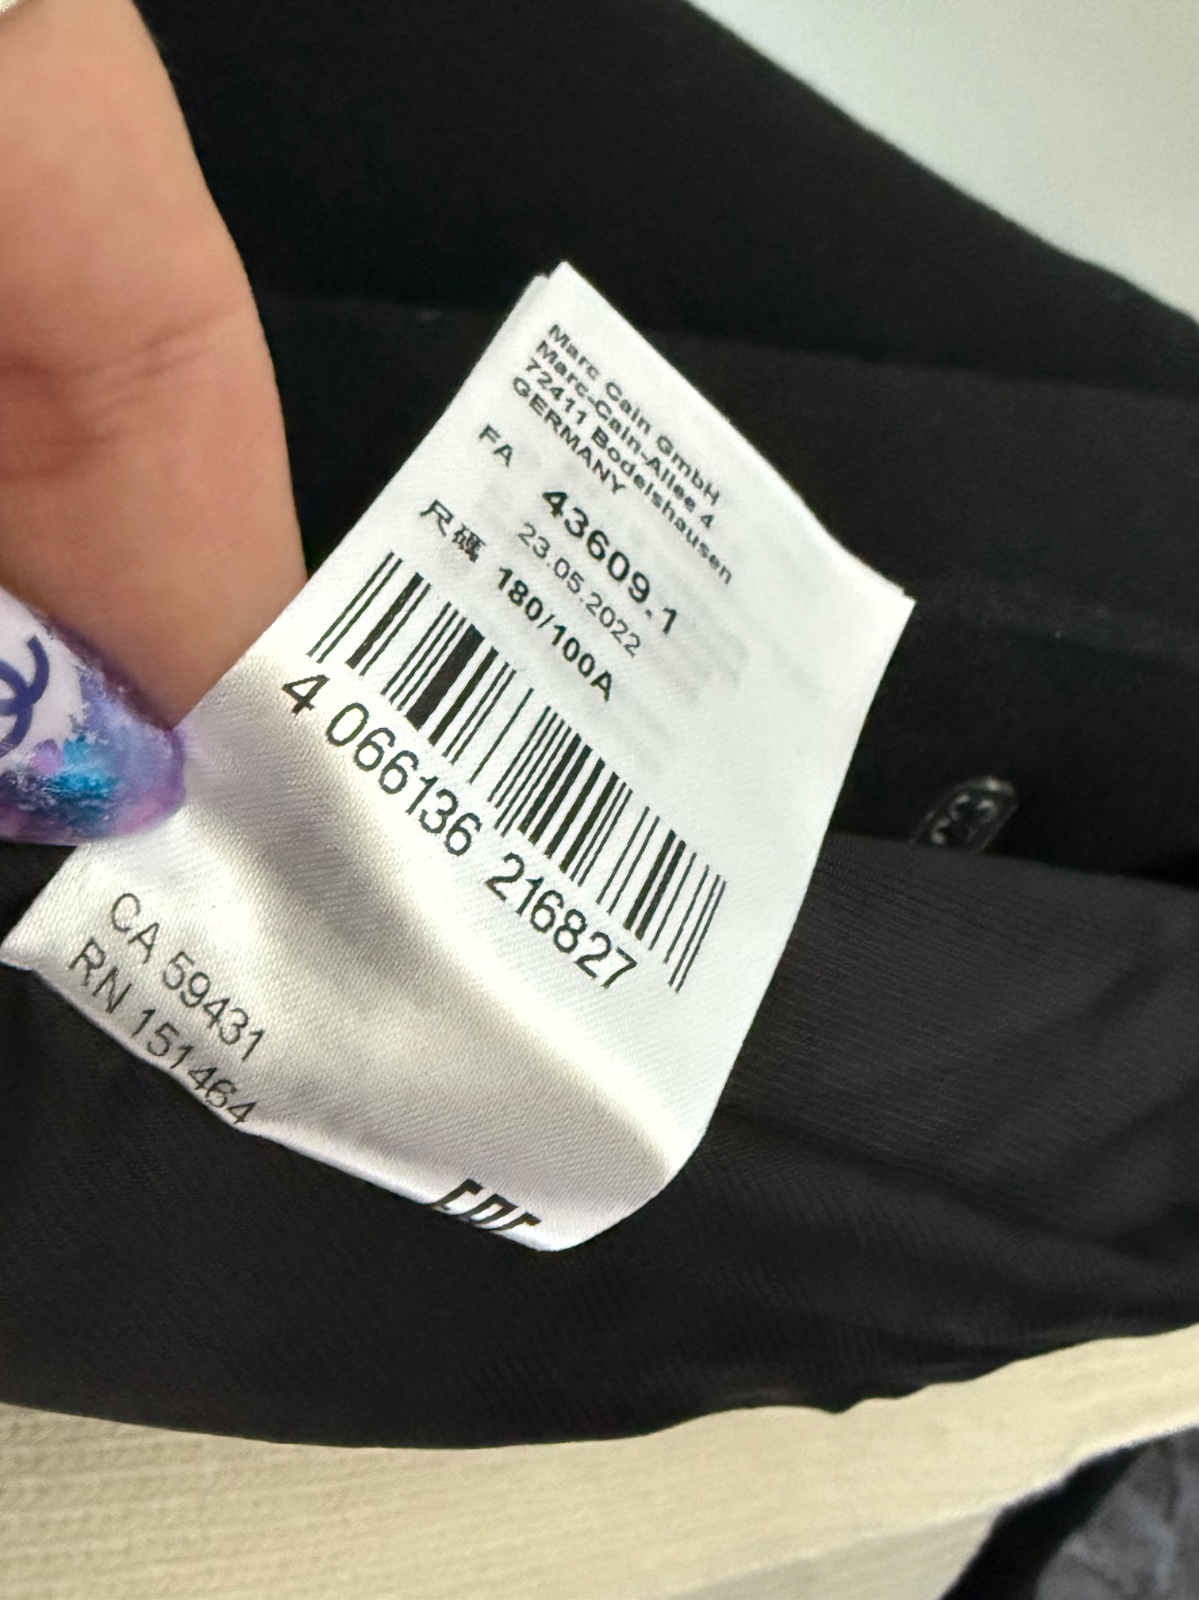 Marc Cain GmbH
Marc-Cain-Allee 4
72411 Bodelshausen
GERMANY
FA 43609.1
23.05.2022
尺碼 180/100A
4 066136 216827
CA 59431
RN 151464